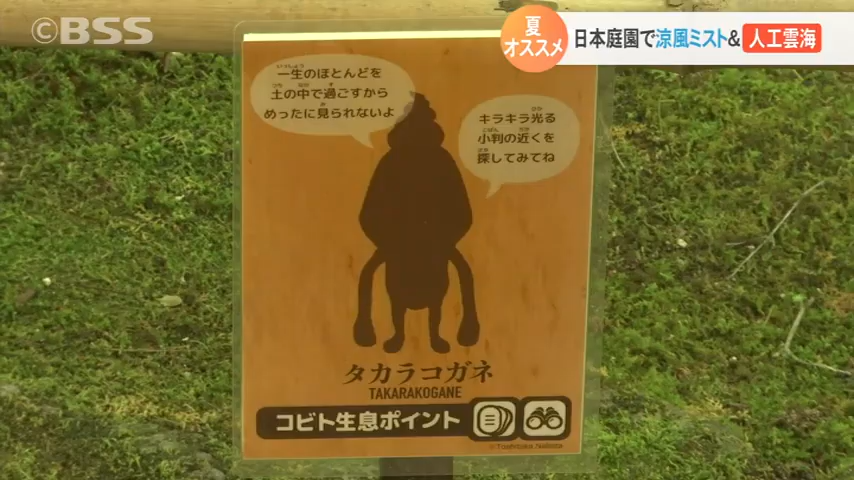 ©BSS
夏
オススメ
日本庭園で涼風ミスト&人工雲海
一生のほとんどを
土の中で過ごすから
めったに見られないよ
キラキラ光る
小判の近くを
探してみてね
タカラコガネ
TAKARAKOGANE
コビト生息ポイント
©Toshitaka Nabata